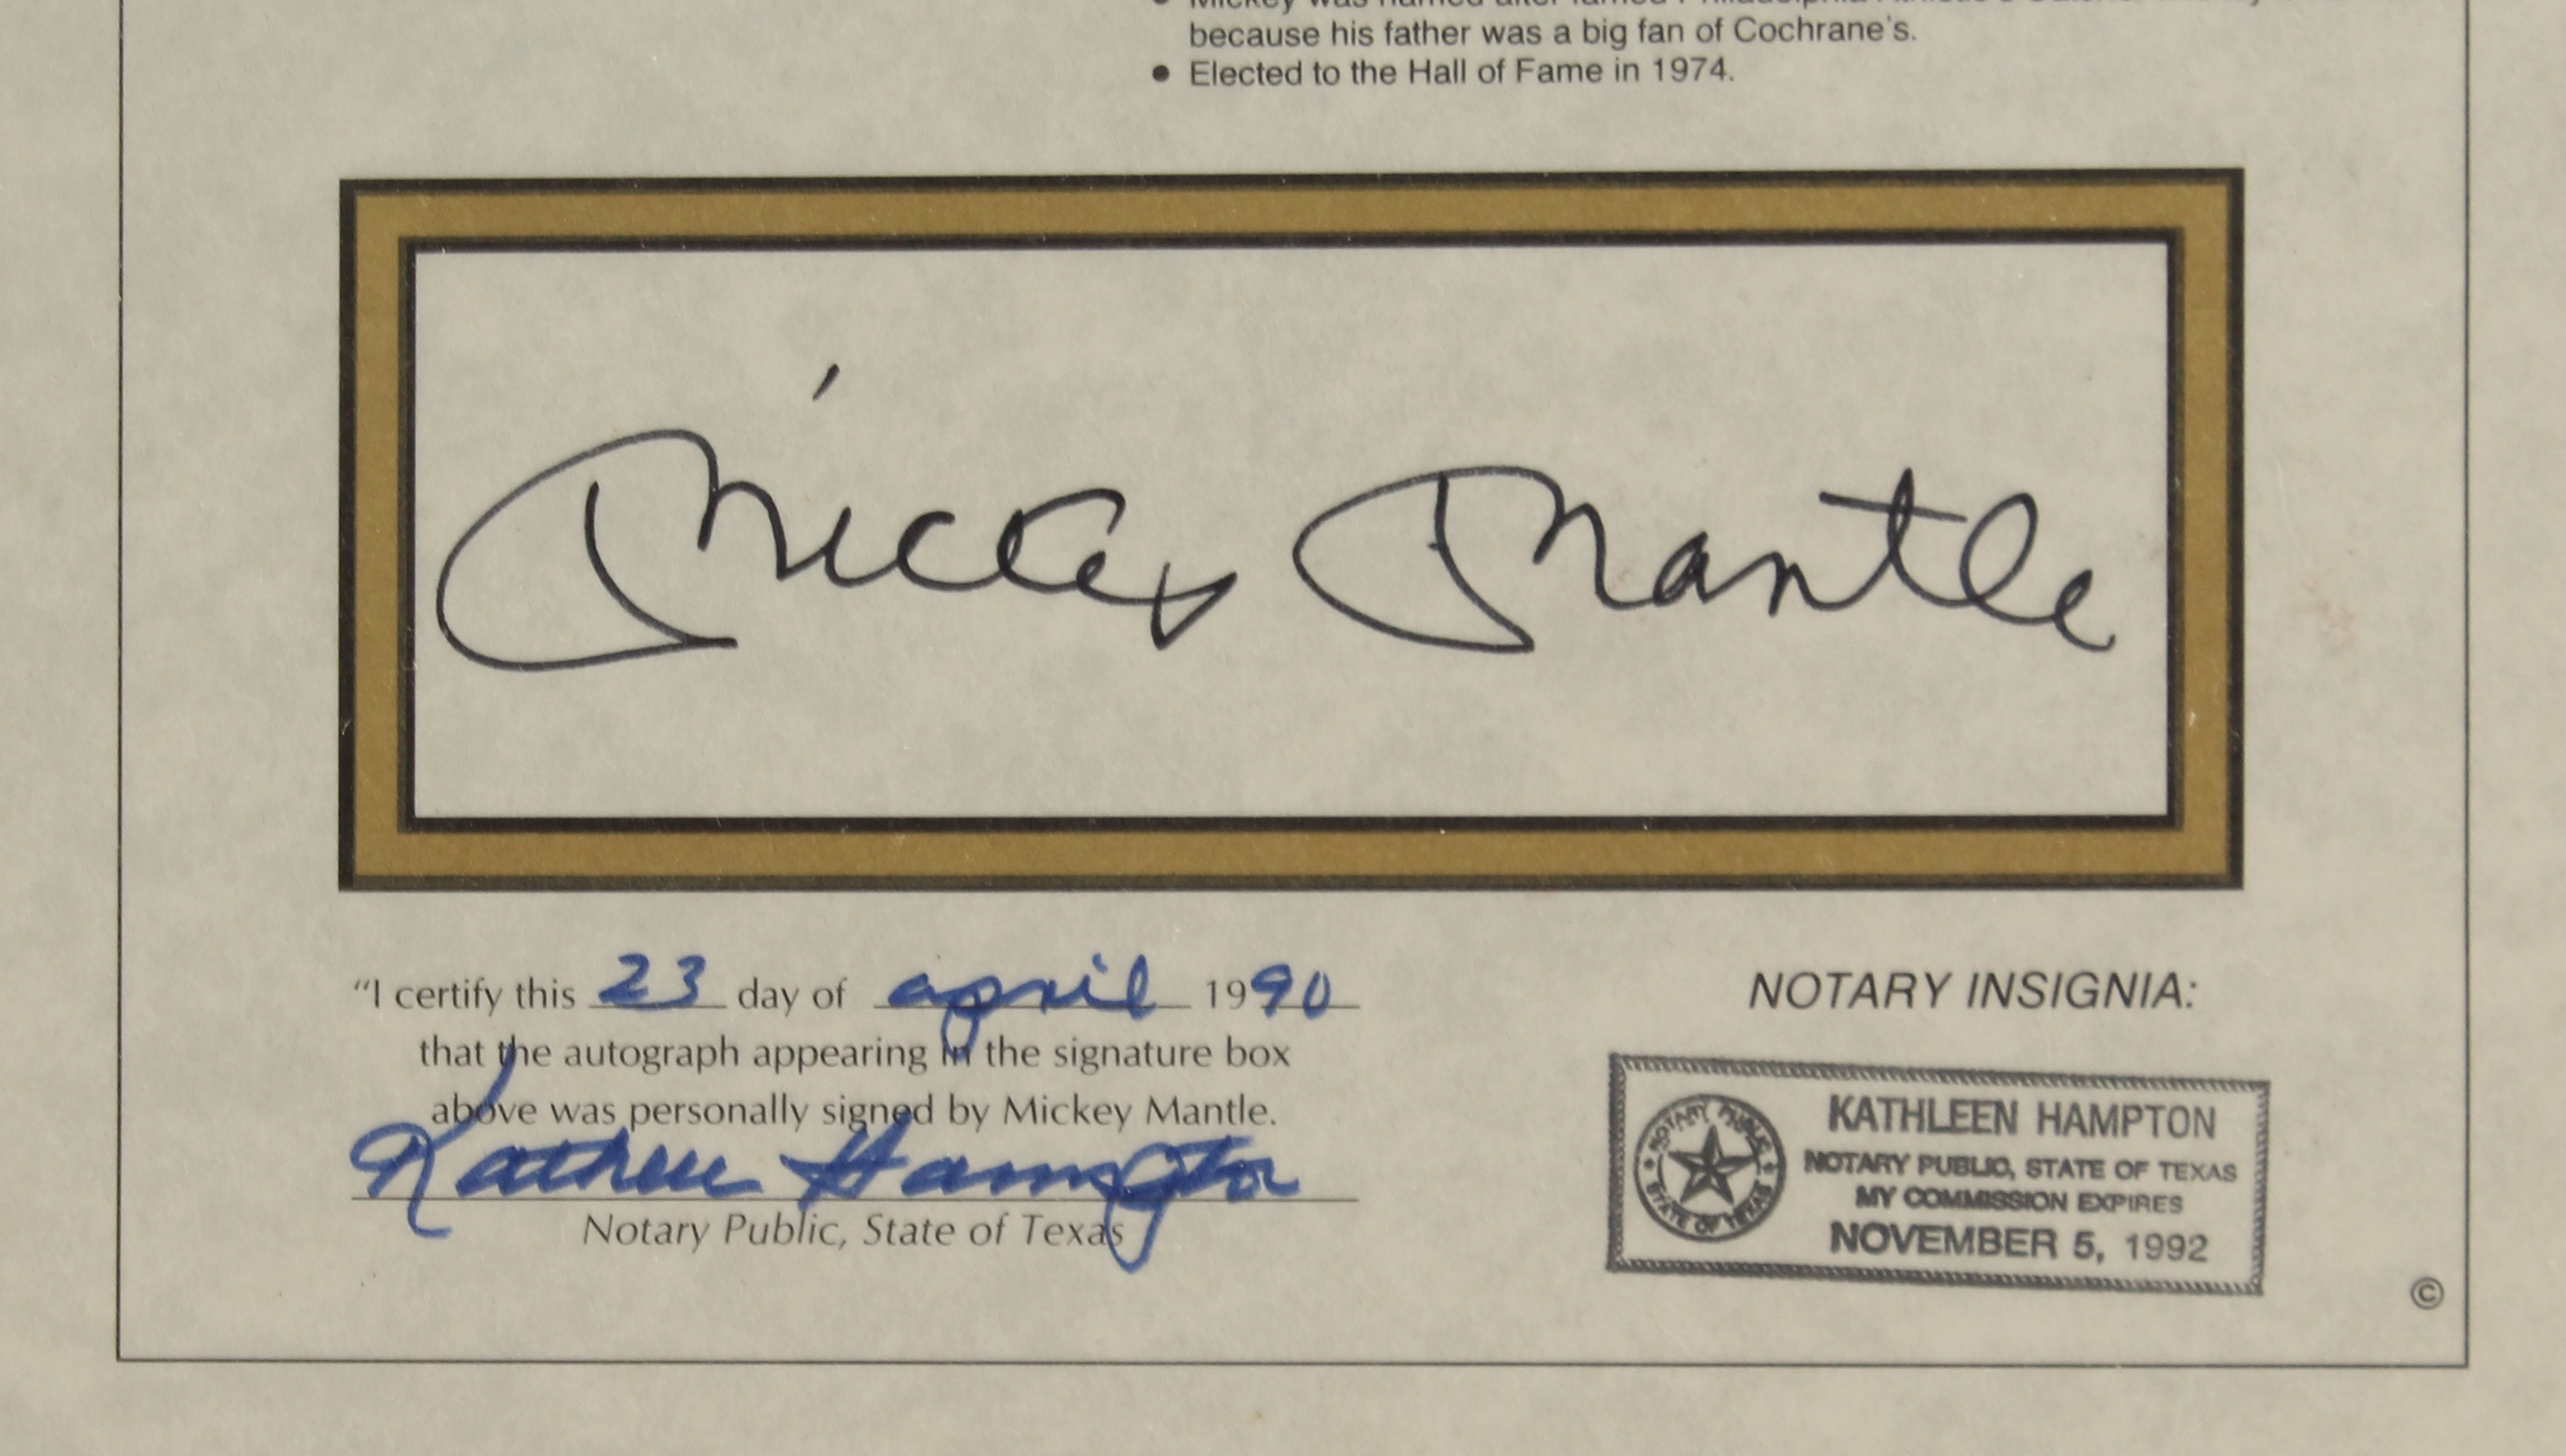 because his father was a big fan of Cochrane's.
• Elected to the Hall of Fame in 1974.
Mickey Mantle
"I certify this 23 day of april 1990
that the autograph appearing in the signature box
above was personally signed by Mickey Mantle.
Kathleen Hampton
Notary Public, State of Texas
NOTARY INSIGNIA:
NOTARY PUBLIC
STATE OF TEXAS
KATHLEEN HAMPTON
NOTARY PUBLIC, STATE OF TEXAS
MY COMMISSION EXPIRES
NOVEMBER 5, 1992
©